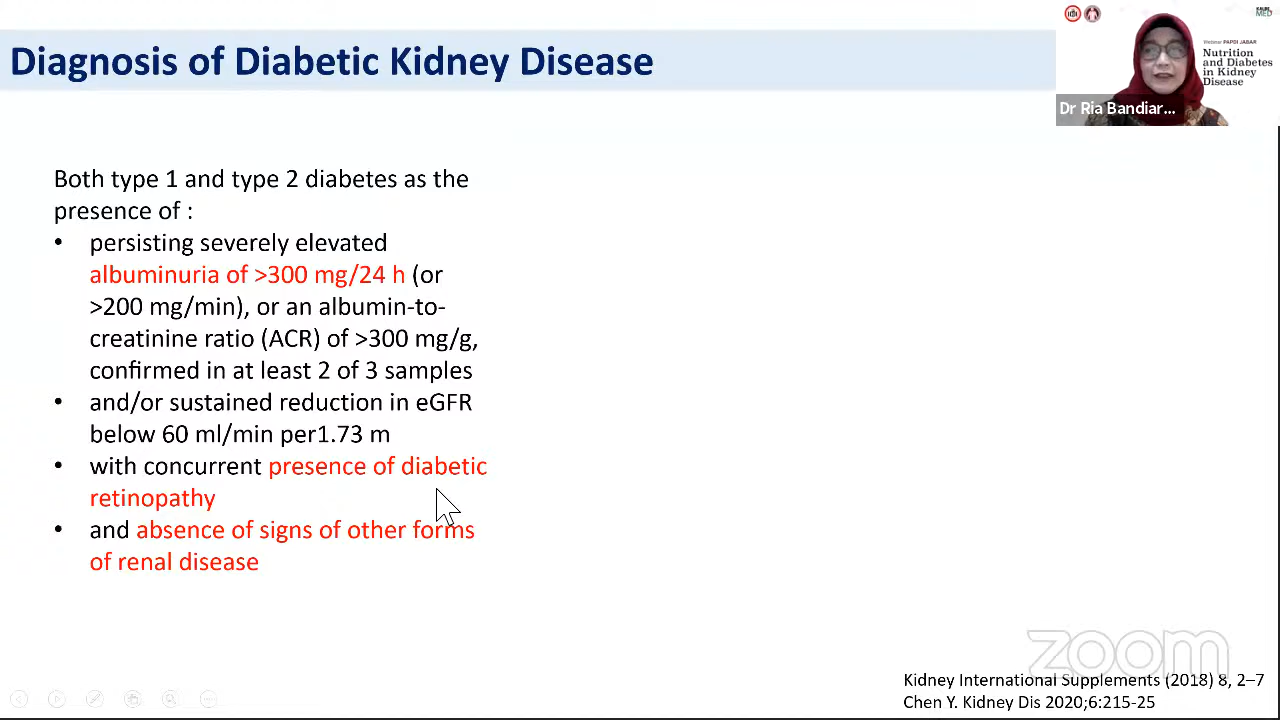 Diagnosis of Diabetic Kidney Disease
KALBE
MED
Webinar PAPDI JABAR
Nutrition
and Diabetes
in Kidney
Disease
Dr Ria Bandiar...
Both type 1 and type 2 diabetes as the
presence of :
• persisting severely elevated
albuminuria of >300 mg/24 h (or
>200 mg/min), or an albumin-to-
creatinine ratio (ACR) of >300 mg/g,
confirmed in at least 2 of 3 samples
• and/or sustained reduction in eGFR
below 60 ml/min per1.73 m
• with concurrent presence of diabetic
retinopathy
• and absence of signs of other forms
of renal disease
zoom
Kidney International Supplements (2018) 8, 2–7
Chen Y. Kidney Dis 2020;6:215-25